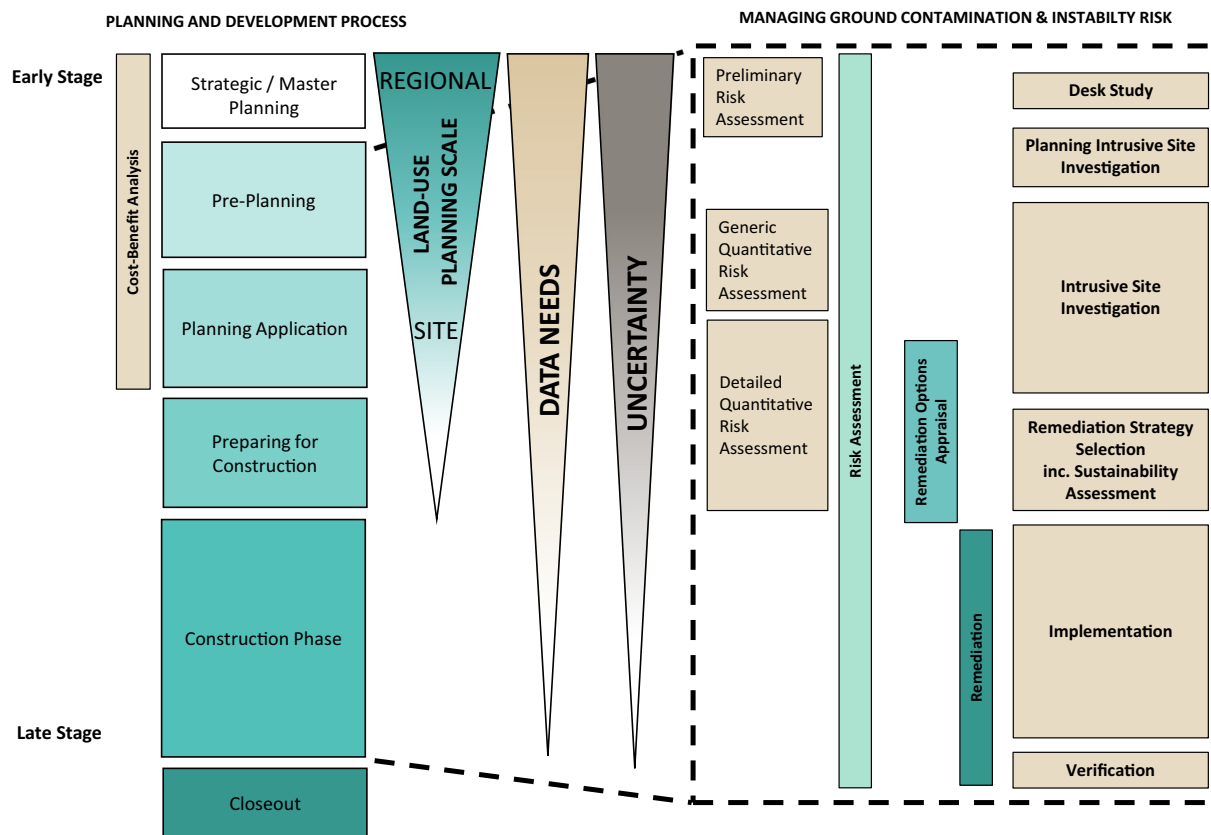 PLANNING AND DEVELOPMENT PROCESS
Early Stage
Late Stage
Cost-Benefit Analysis
Strategic / Master
Planning
Pre-Planning
Planning Application
Preparing for
Construction
Construction Phase
Closeout
REGIONAL
LAND-USE
PLANNING SCALE
SITE
DATA NEEDS
UNCERTAINTY
MANAGING GROUND CONTAMINATION & INSTABILTY RISK
Preliminary
Risk
Assessment
Generic
Quantitative
Risk
Assessment
Detailed
Quantitative
Risk
Assessment
Risk Assessment
Remediation Options
Appraisal
Remediation
Desk Study
Planning Intrusive Site
Investigation
Intrusive Site
Investigation
Remediation Strategy
Selection
inc. Sustainability
Assessment
Implementation
Verification